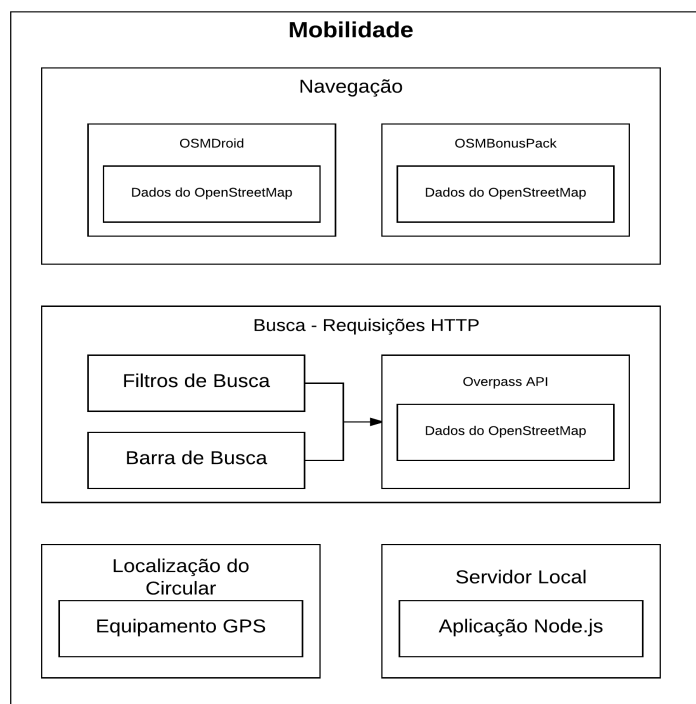 Mobilidade
Navegação
OSMDroid
Dados do OpenStreetMap
OSMBonusPack
Dados do OpenStreetMap
Busca - Requisições HTTP
Filtros de Busca
Barra de Busca
Overpass API
Dados do OpenStreetMap
Localização do
Circular
Equipamento GPS
Servidor Local
Aplicação Node.js